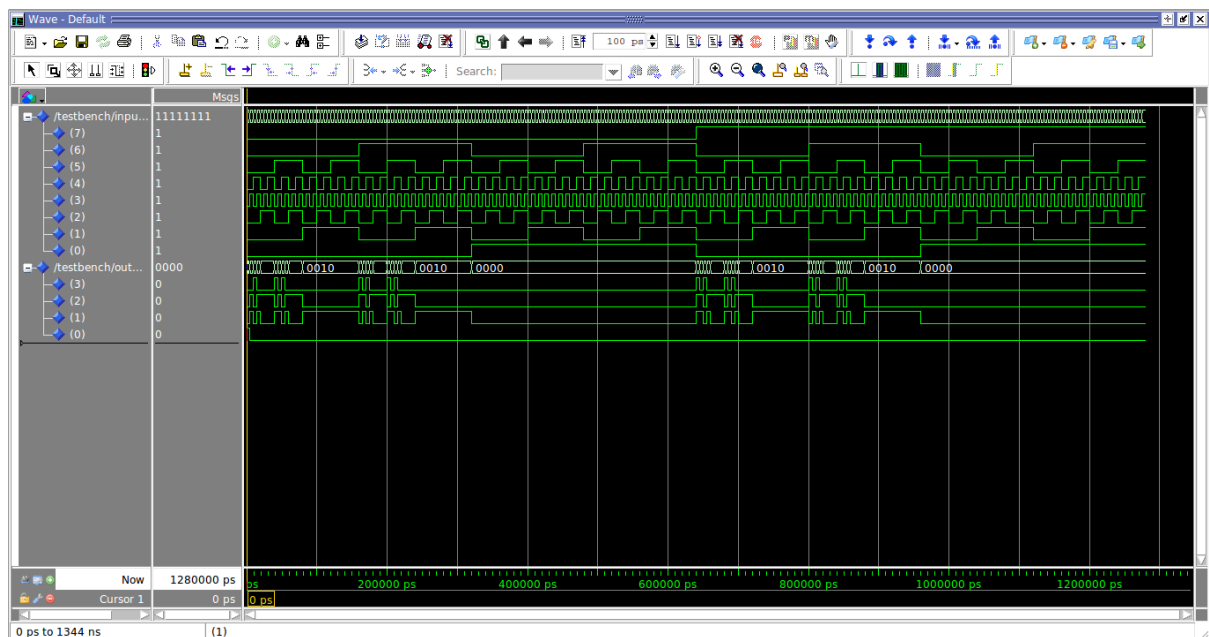 Wave - Default
100 ps
Search:
Msgs
/testbench/inpu... 11111111
(7) 1
(6) 1
(5) 1
(4) 1
(3) 1
(2) 1
(1) 1
(0) 1
/testbench/out... 0000 0010 0010 0000 0010 0010 0000
(3) 0
(2) 0
(1) 0
(0) 0
Now 1280000 ps ps 200000 ps 400000 ps 600000 ps 800000 ps 1000000 ps 1200000 ps
Cursor 1 0 ps 0 ps
0 ps to 1344 ns (1)